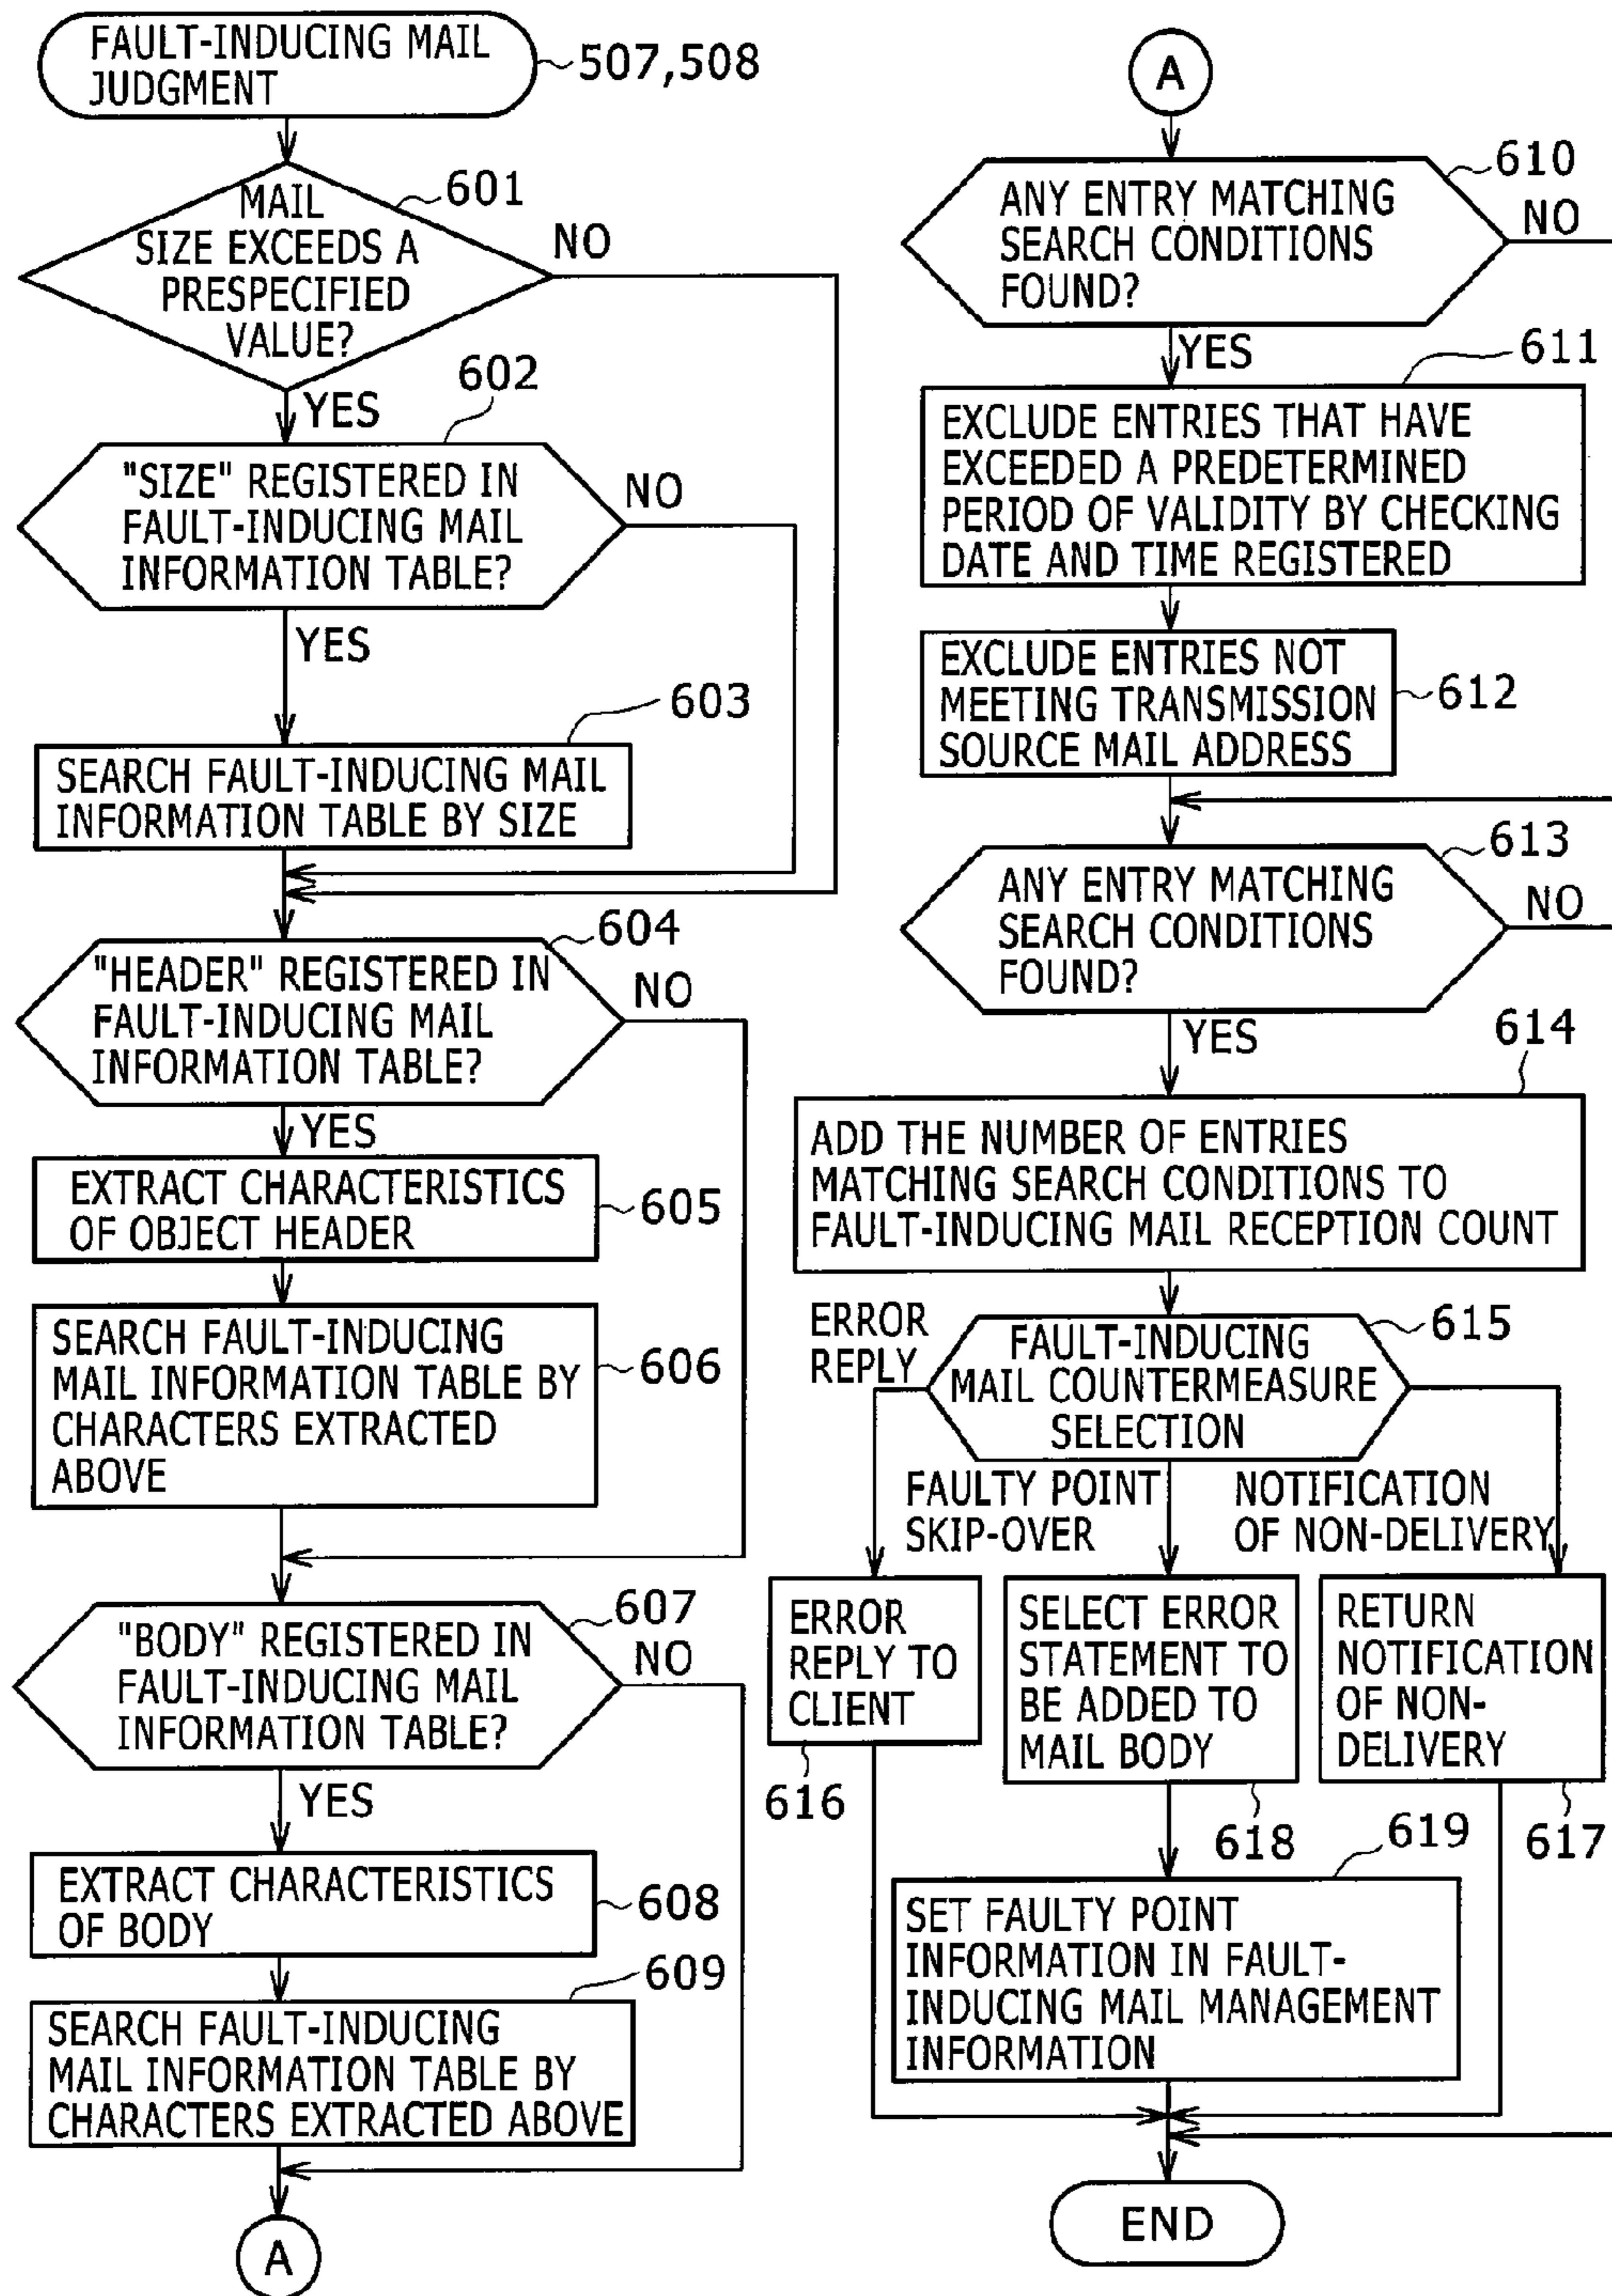 FAULT-INDUCING MAIL
JUDGMENT
507,508
MAIL
SIZE EXCEEDS A
PRESPECIFIED
VALUE?
601
NO
YES
602
"SIZE" REGISTERED IN
FAULT-INDUCING MAIL
INFORMATION TABLE?
NO
YES
603
SEARCH FAULT-INDUCING MAIL
INFORMATION TABLE BY SIZE
604
"HEADER" REGISTERED IN
FAULT-INDUCING MAIL
INFORMATION TABLE?
NO
YES
EXTRACT CHARACTERISTICS
OF OBJECT HEADER
605
SEARCH FAULT-INDUCING
MAIL INFORMATION TABLE BY
CHARACTERS EXTRACTED
ABOVE
606
607
"BODY" REGISTERED IN
FAULT-INDUCING MAIL
INFORMATION TABLE?
NO
YES
EXTRACT CHARACTERISTICS
OF BODY
608
609
SEARCH FAULT-INDUCING
MAIL INFORMATION TABLE BY
CHARACTERS EXTRACTED ABOVE
A
A
610
ANY ENTRY MATCHING
SEARCH CONDITIONS
FOUND?
NO
YES
611
EXCLUDE ENTRIES THAT HAVE
EXCEEDED A PREDETERMINED
PERIOD OF VALIDITY BY CHECKING
DATE AND TIME REGISTERED
EXCLUDE ENTRIES NOT
MEETING TRANSMISSION
SOURCE MAIL ADDRESS
612
613
ANY ENTRY MATCHING
SEARCH CONDITIONS
FOUND?
NO
YES
614
ADD THE NUMBER OF ENTRIES
MATCHING SEARCH CONDITIONS TO
FAULT-INDUCING MAIL RECEPTION COUNT
ERROR
REPLY
FAULT-INDUCING
MAIL COUNTERMEASURE
SELECTION
615
FAULTY POINT
SKIP-OVER
NOTIFICATION
OF NON-DELIVERY
ERROR
REPLY TO
CLIENT
616
SELECT ERROR
STATEMENT TO
BE ADDED TO
MAIL BODY
618
RETURN
NOTIFICATION
OF NON-
DELIVERY
617
619
SET FAULTY POINT
INFORMATION IN FAULT-
INDUCING MAIL MANAGEMENT
INFORMATION
END